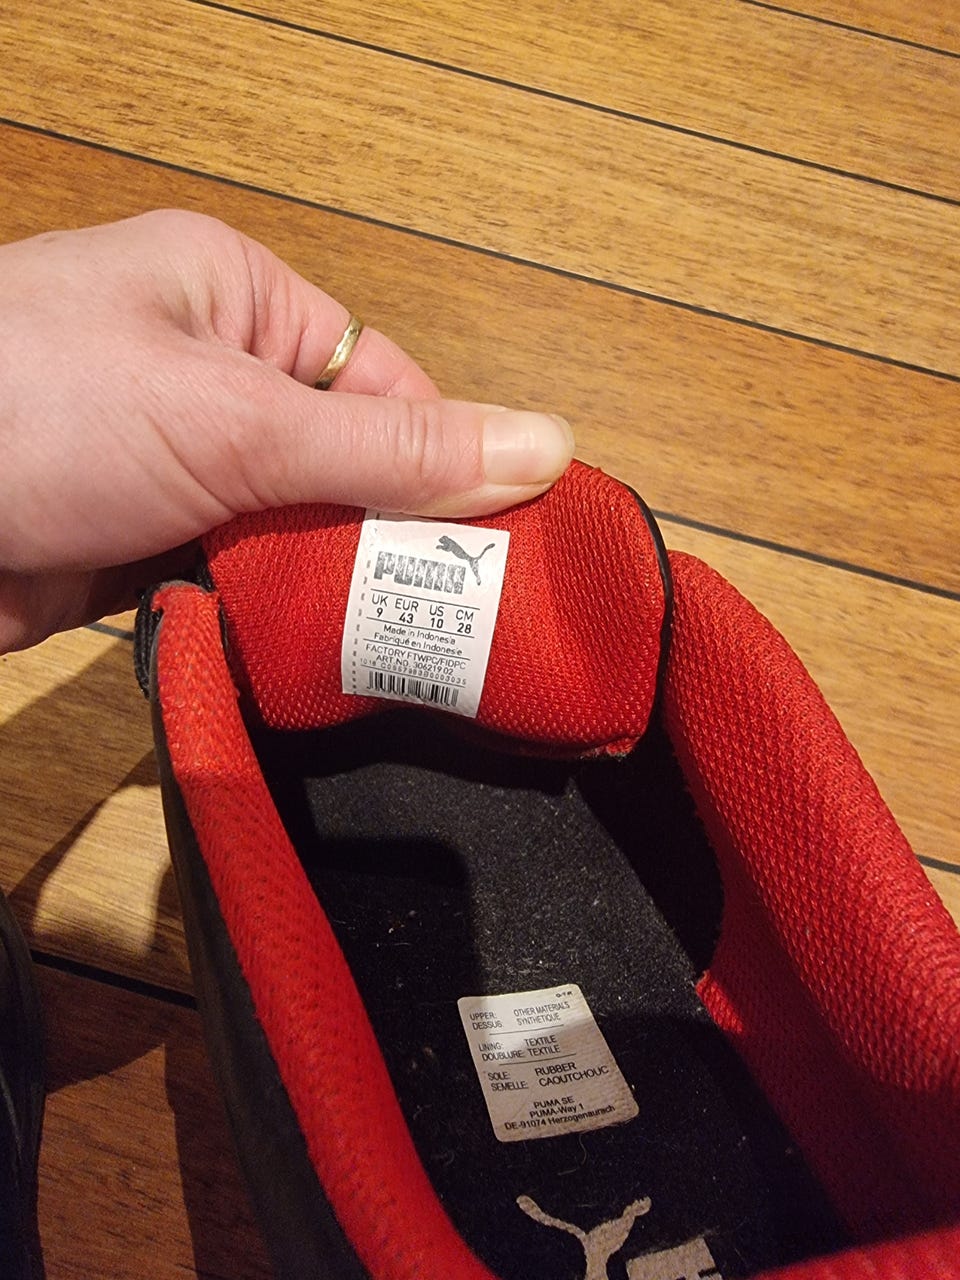 PUMA
UK EUR US CM
9 43 10 28
Made in Indonesia
Fabriqué en Indonesie
FACTORY FTWPC/FIDPC
ART.NO. 306219 02
UPPER: OTHER MATERIALS
DESSUS: SYNTHETIQUE
LINING: TEXTILE
DOUBLURE: TEXTILE
SOLE: RUBBER
SEMELLE: CAOUTCHOUC
PUMA SE
PUMA-Way 1
DE-91074 Herzogenaurach